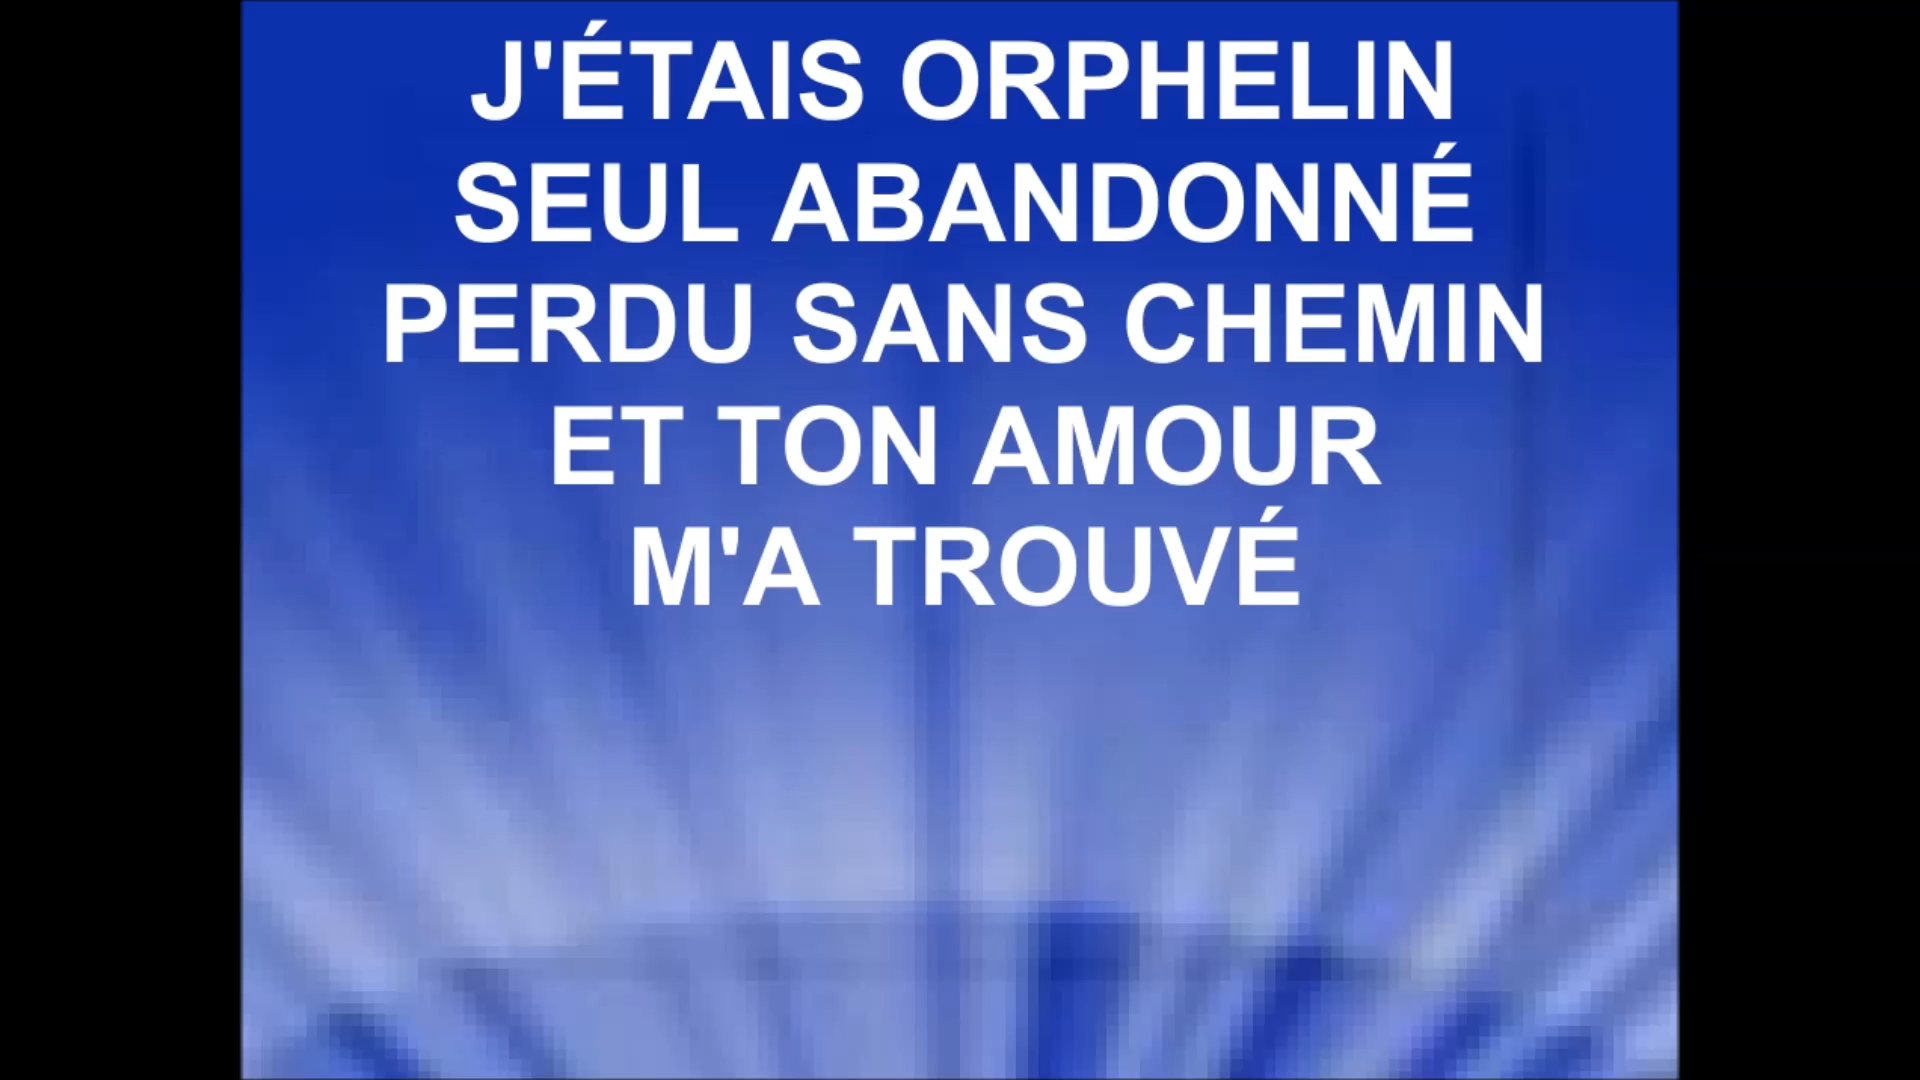 J'ÉTAIS ORPHELIN
SEUL ABANDONNÉ
PERDU SANS CHEMIN
ET TON AMOUR
M'A TROUVÉ